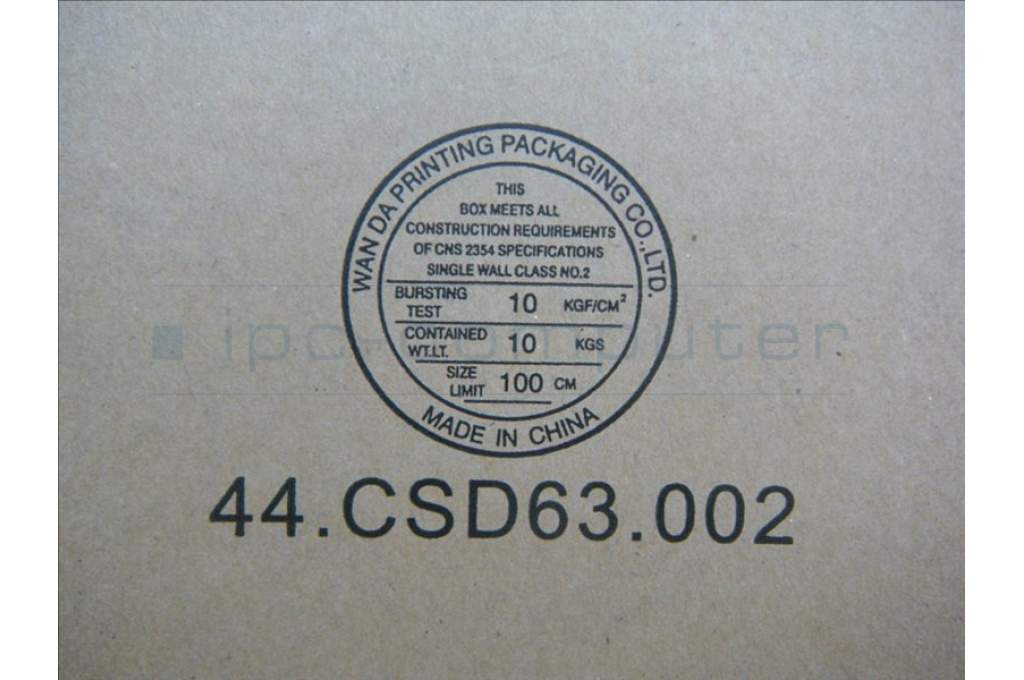 WAN DA PRINTING PACKAGING CO.,LTD.
THIS
BOX MEETS ALL
CONSTRUCTION REQUIREMENTS
OF CNS 2354 SPECIFICATIONS
SINGLE WALL CLASS NO.2
BURSTING TEST 10 KGF/CM²
CONTAINED WT.LT. 10 KGS
SIZE LIMIT 100 CM
MADE IN CHINA
ipc-computer
44.CSD63.002